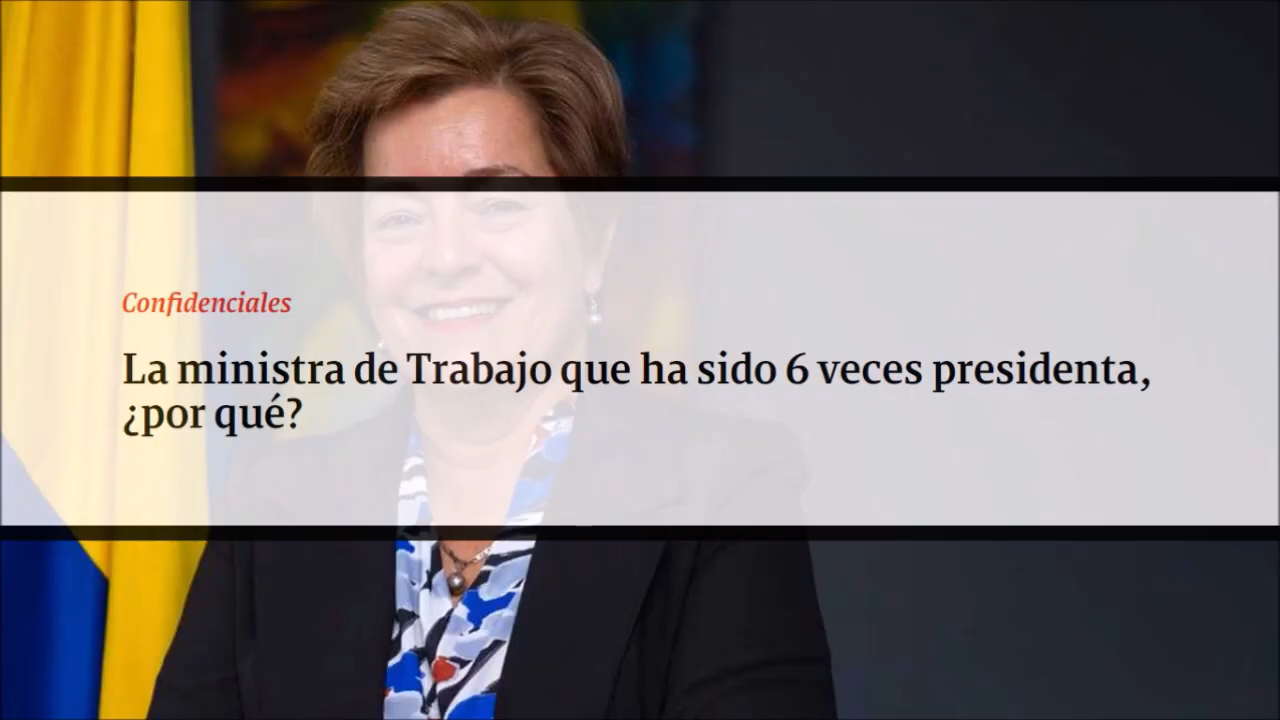 Confidenciales
La ministra de Trabajo que ha sido 6 veces presidenta,
¿por qué?